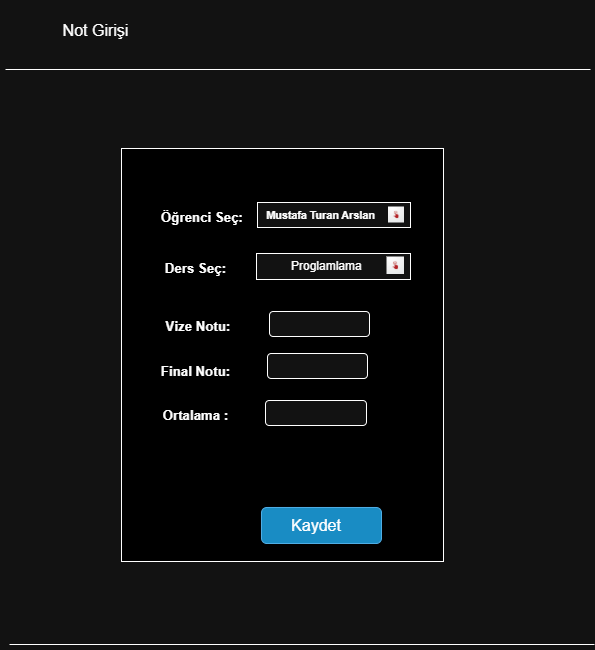 Not Girişi
Öğrenci Seç: Mustafa Turan Arslan
Ders Seç: Proglamlama
Vize Notu:
Final Notu:
Ortalama :
Kaydet